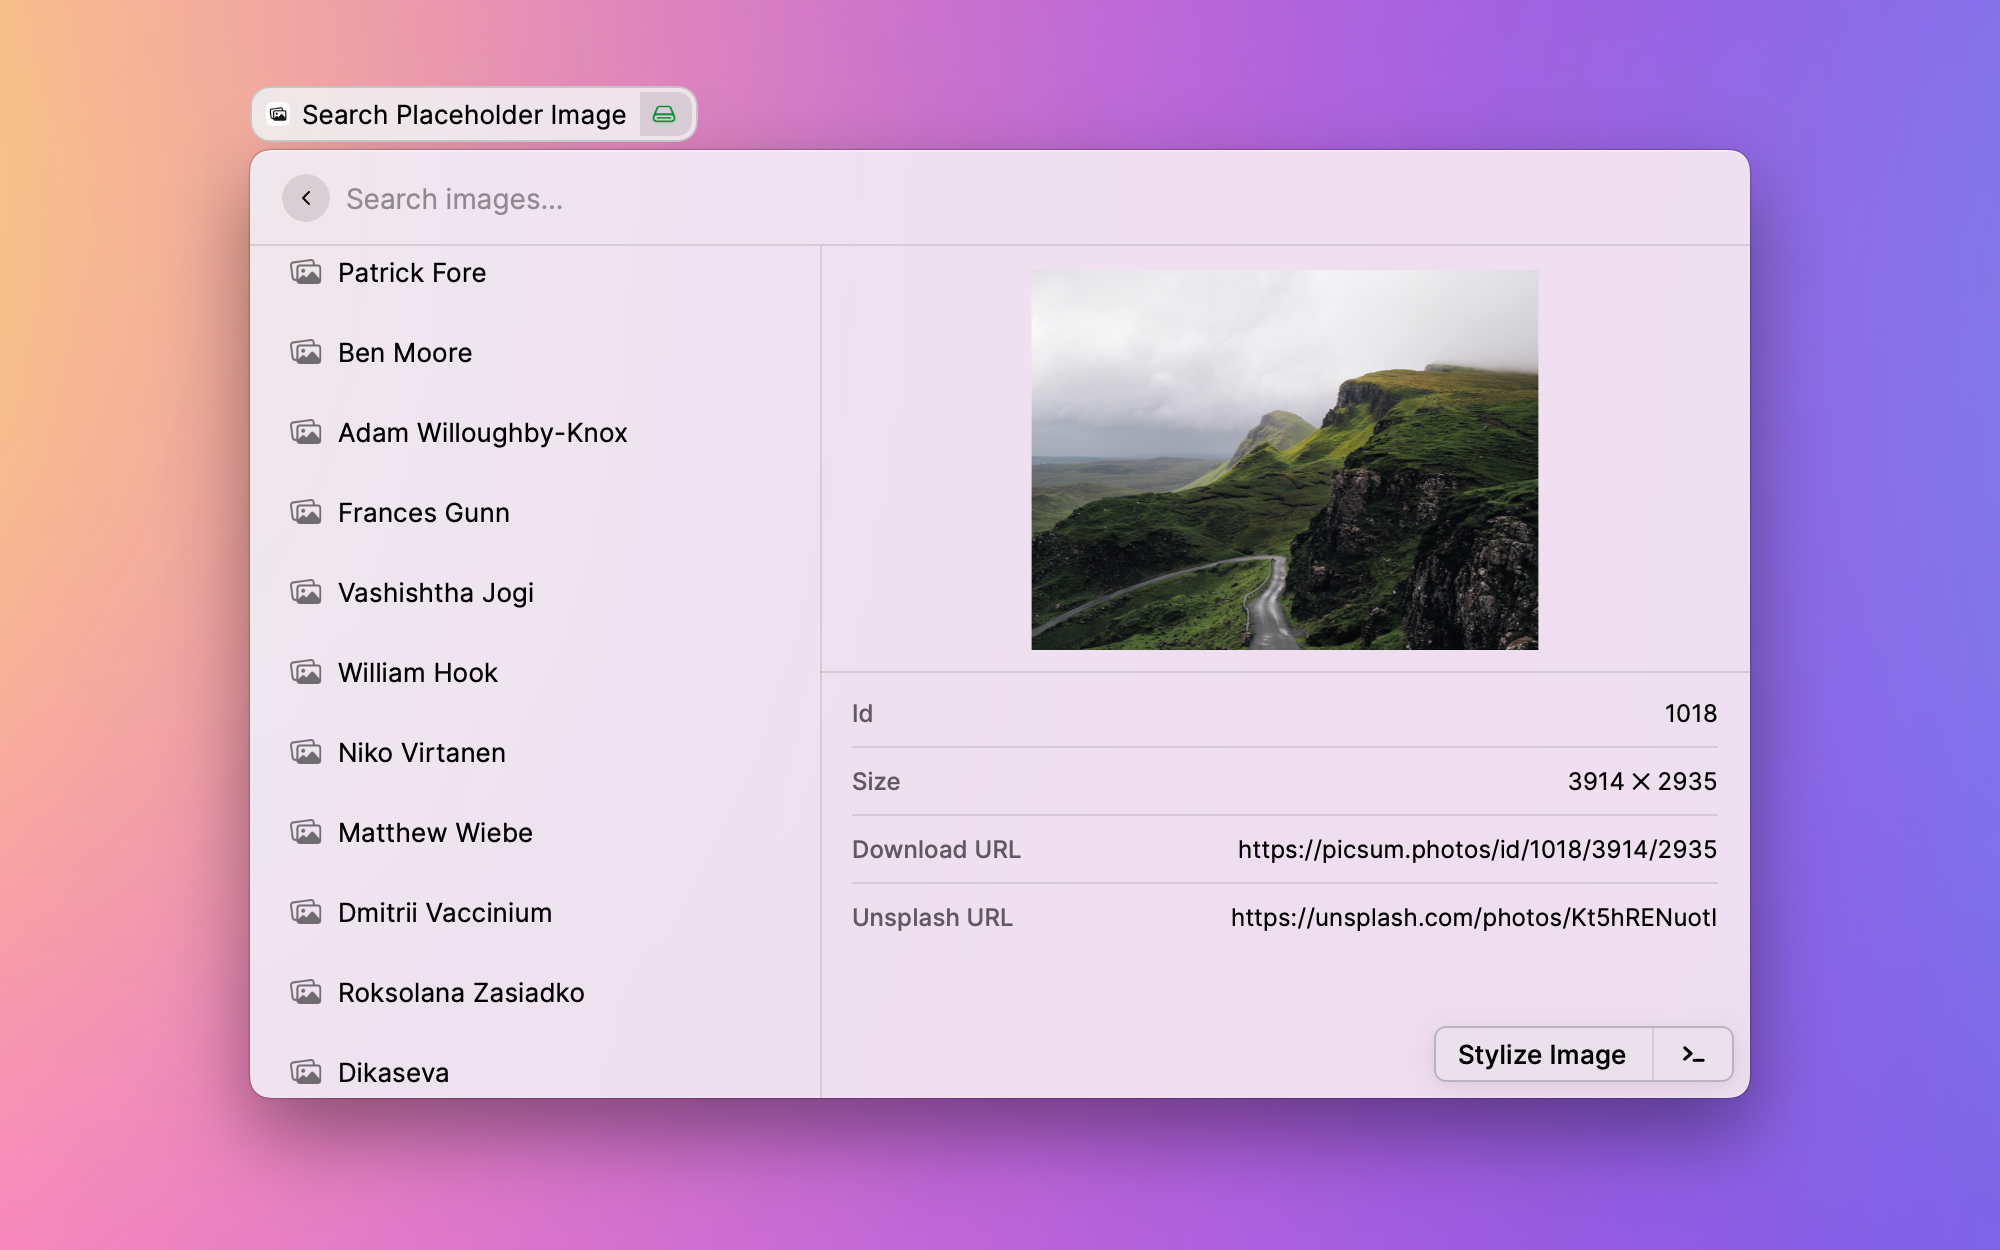 Search Placeholder Image
Search images...
Patrick Fore
Ben Moore
Adam Willoughby-Knox
Frances Gunn
Vashishtha Jogi
William Hook
Niko Virtanen
Matthew Wiebe
Dmitrii Vaccinium
Roksolana Zasiadko
Dikaseva
Id 1018
Size 3914 × 2935
Download URL https://picsum.photos/id/1018/3914/2935
Unsplash URL https://unsplash.com/photos/Kt5hRENuotI
Stylize Image